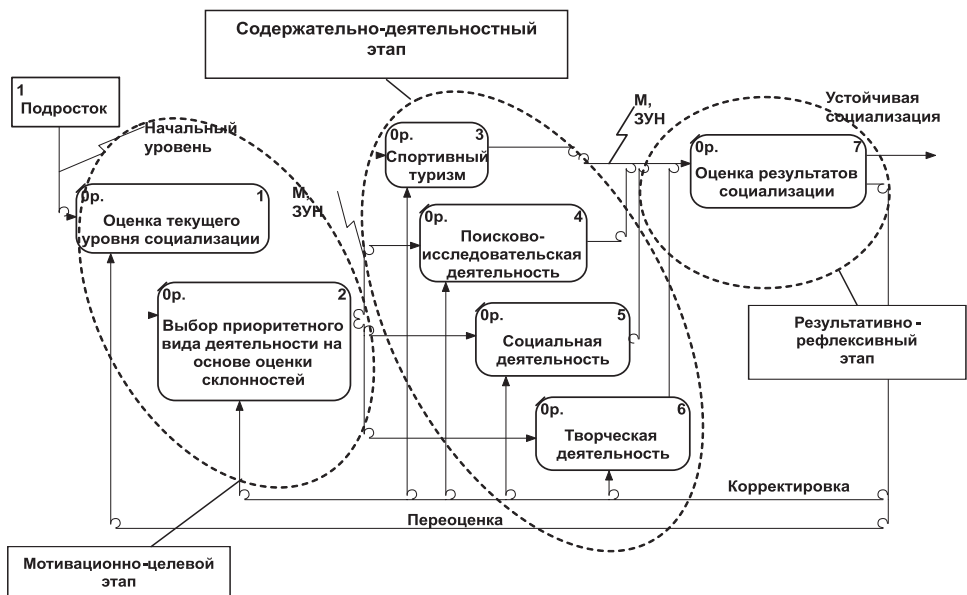 Содержательно-деятельностный
этап
1
Подросток
Начальный
уровень
0р. 1
Оценка текущего
уровня социализации
М,
ЗУН
0р. 2
Выбор приоритетного
вида деятельности на
основе оценки
склонностей
0р. 3
Спортивный
туризм
0р. 4
Поисково-
исследовательская
деятельность
0р. 5
Социальная
деятельность
0р. 6
Творческая
деятельность
М,
ЗУН
Устойчивая
социализация
0р. 7
Оценка результатов
социализации
Результативно-
рефлексивный
этап
Корректировка
Переоценка
Мотивационно-целевой
этап